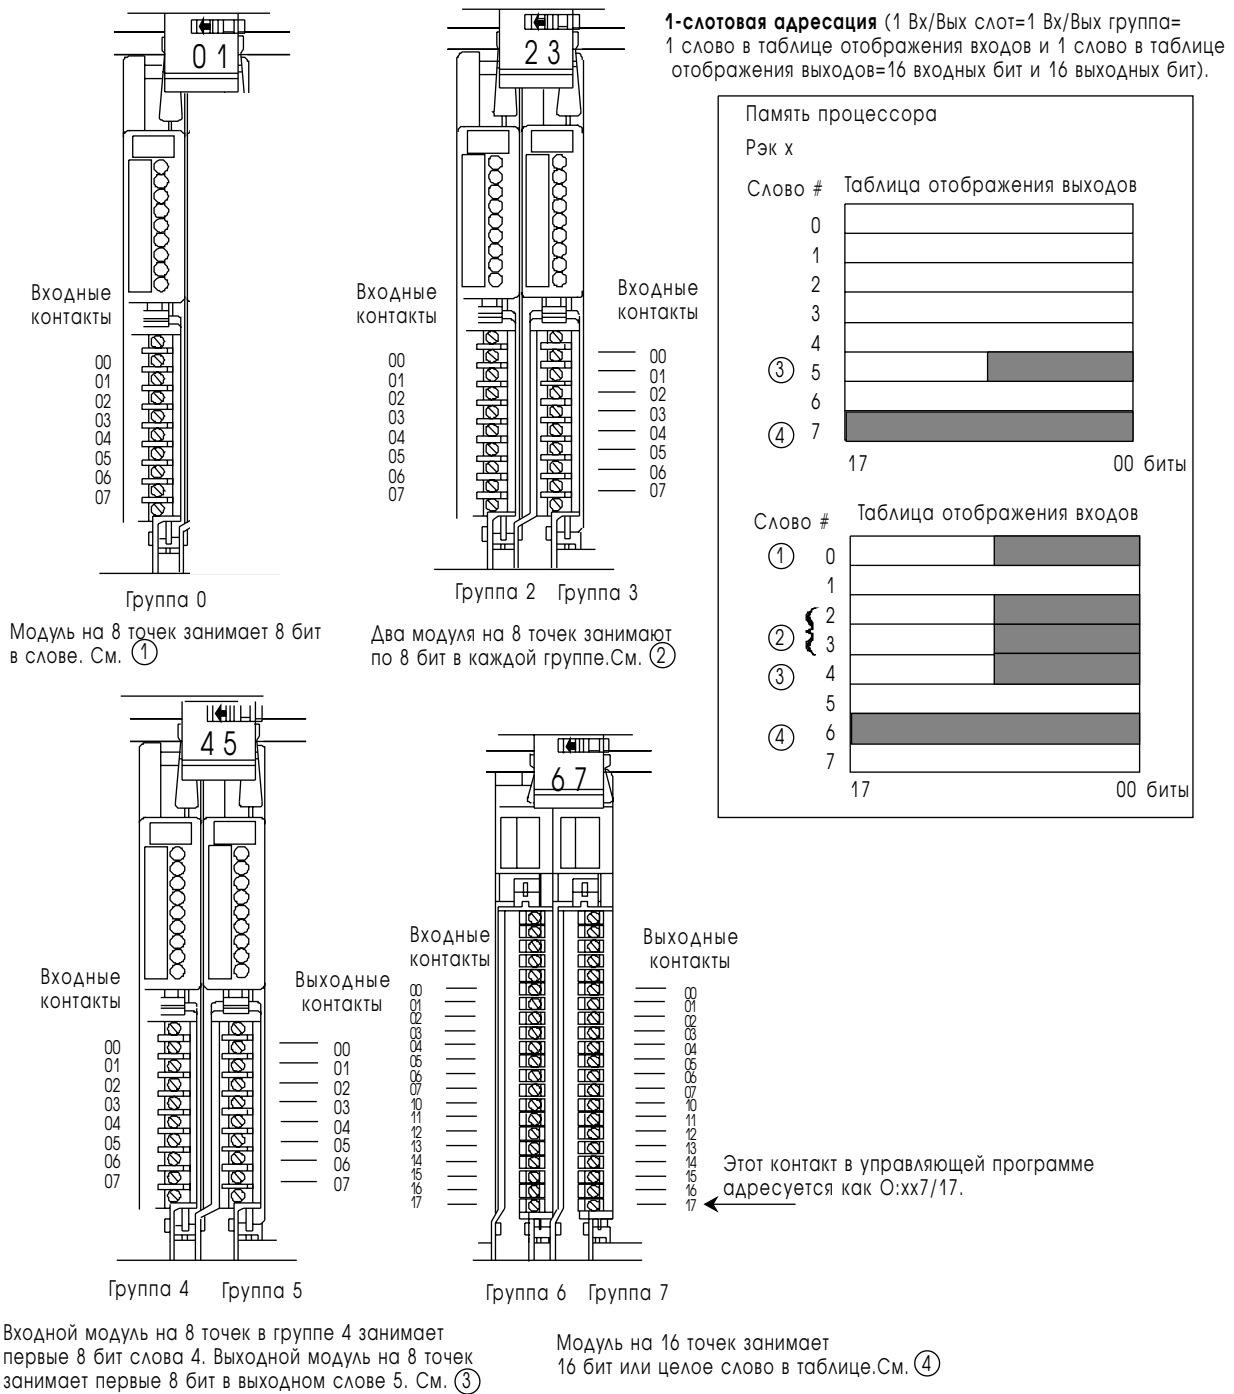 0 1
2 3
1-слотовая адресация (1 Вх/Вых слот=1 Вх/Вых группа=
1 слово в таблице отображения входов и 1 слово в таблице
отображения выходов=16 входных бит и 16 выходных бит).
Входные
контакты
00
01
02
03
04
05
06
07
Группа 0
Модуль на 8 точек занимает 8 бит
в слове. См. 1
Входные
контакты
00
01
02
03
04
05
06
07
Входные
контакты
00
01
02
03
04
05
06
07
Группа 2 Группа 3
Два модуля на 8 точек занимают
по 8 бит в каждой группе.См. 2
Память процессора
Рэк x
Слово # Таблица отображения выходов
0
1
2
3
4
3 5
6
4 7
17 00 биты
Слово # Таблица отображения входов
1 0
1
2
2 3
3 4
5
4 6
7
17 00 биты
4 5
Входные
контакты
00
01
02
03
04
05
06
07
Выходные
контакты
00
01
02
03
04
05
06
07
Группа 4 Группа 5
Входной модуль на 8 точек в группе 4 занимает
первые 8 бит слова 4. Выходной модуль на 8 точек
занимает первые 8 бит в выходном слове 5. См. 3
6 7
Входные
контакты
00
01
02
03
04
05
06
07
10
11
12
13
14
15
16
17
Выходные
контакты
00
01
02
03
04
05
06
07
10
11
12
13
14
15
16
17
Этот контакт в управляющей программе
адресуется как O:xx7/17.
Группа 6 Группа 7
Модуль на 16 точек занимает
16 бит или целое слово в таблице.См. 4